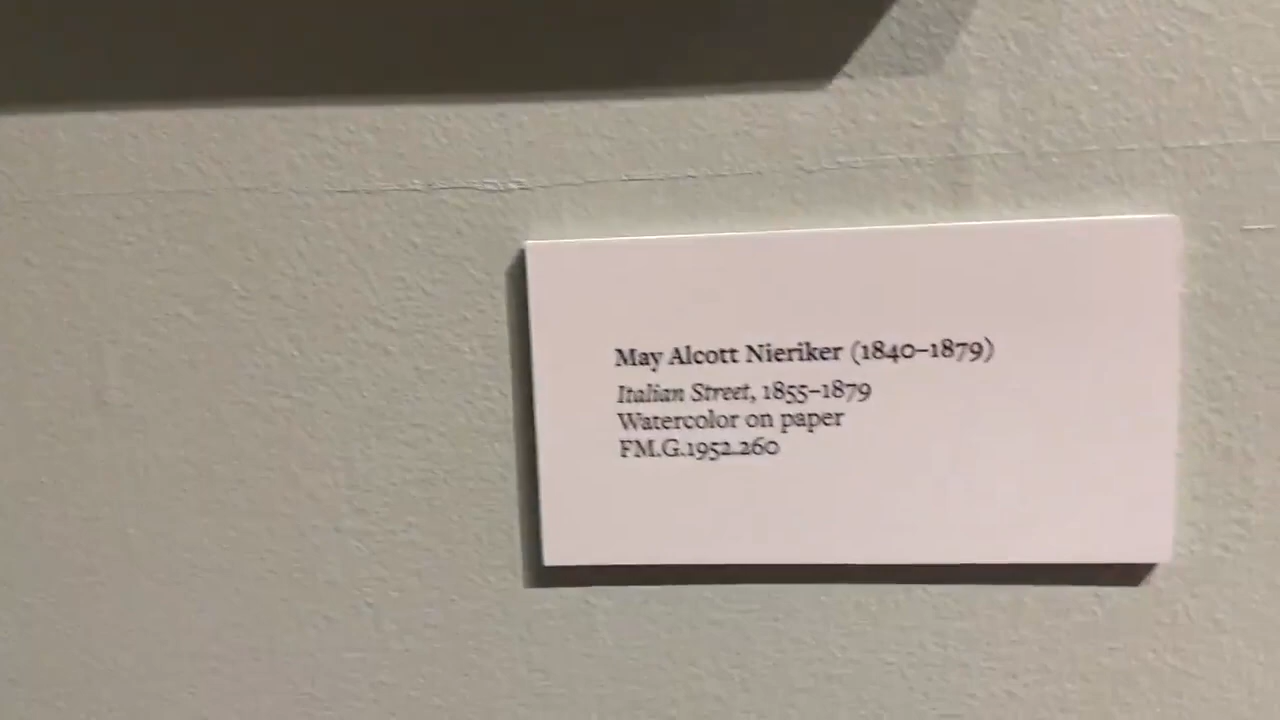 May Alcott Nieriker (1840–1879)
Italian Street, 1855–1879
Watercolor on paper
FM.G.1952.260